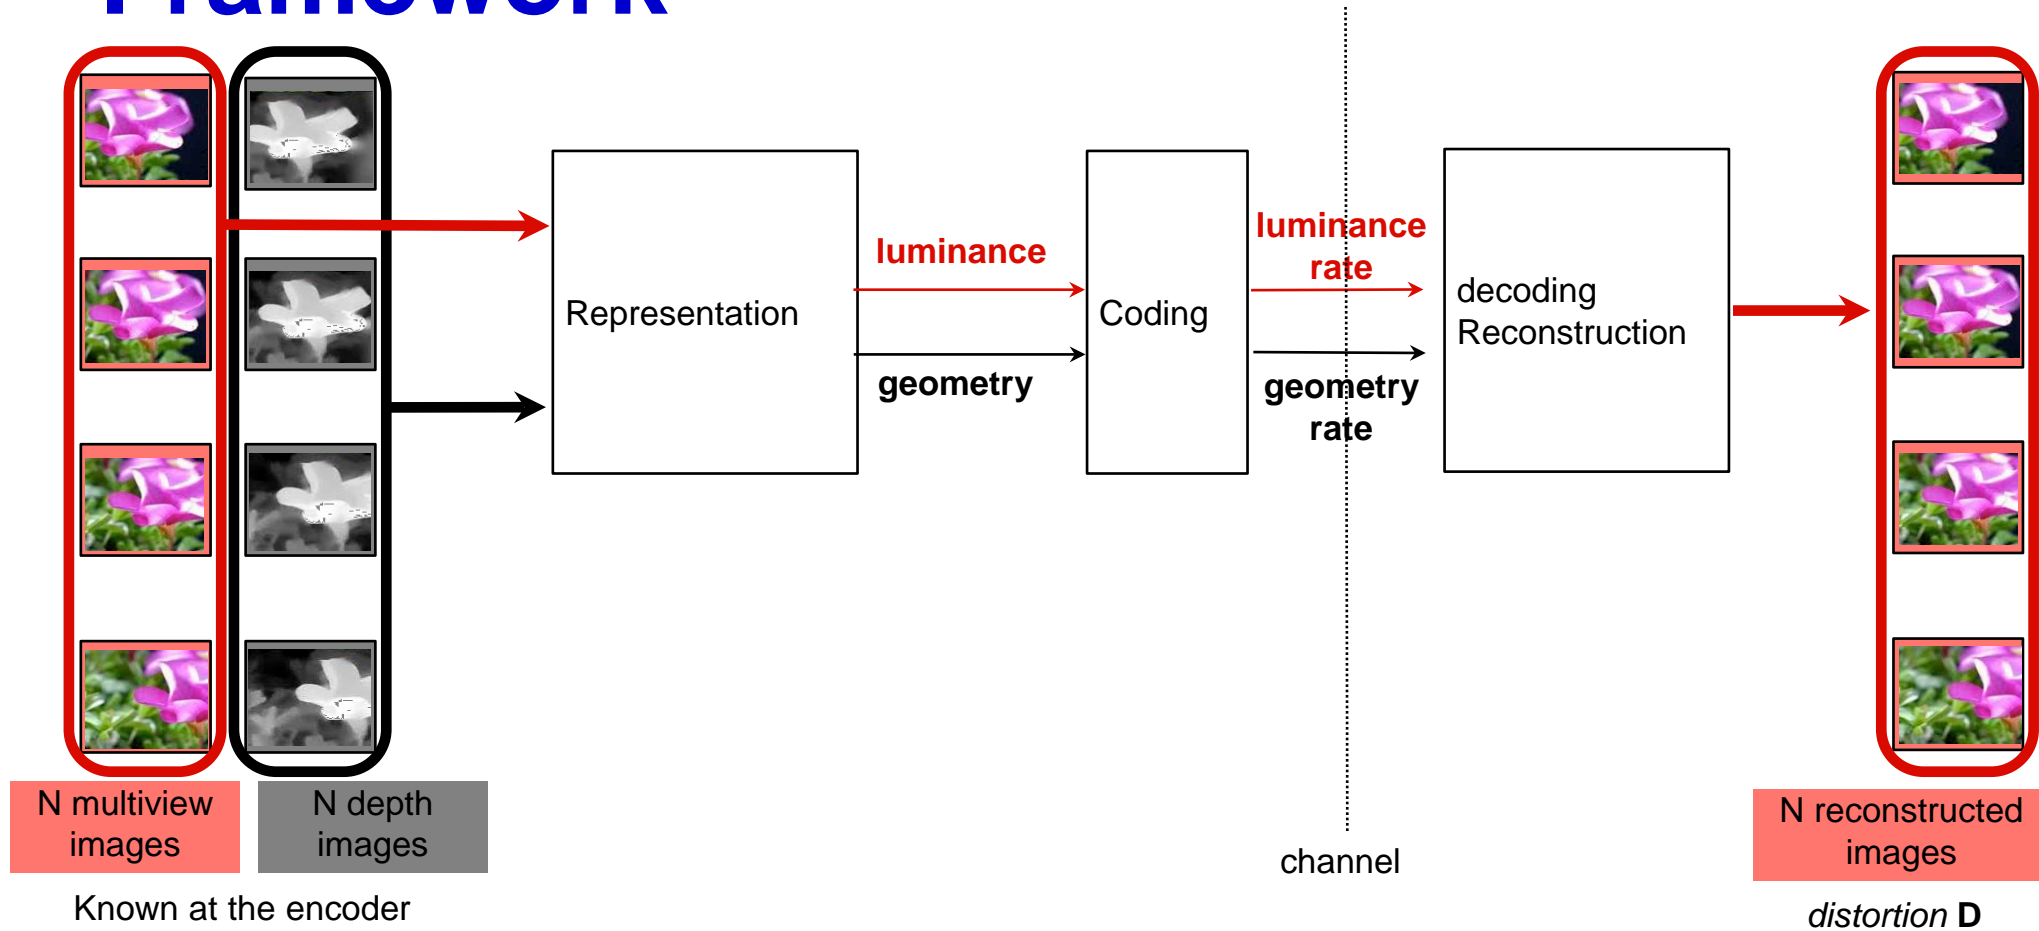 Framework
luminance
luminance
rate
Representation
Coding
decoding
Reconstruction
geometry
geometry
rate
N multiview
images
N depth
images
Known at the encoder
channel
N reconstructed
images
distortion D